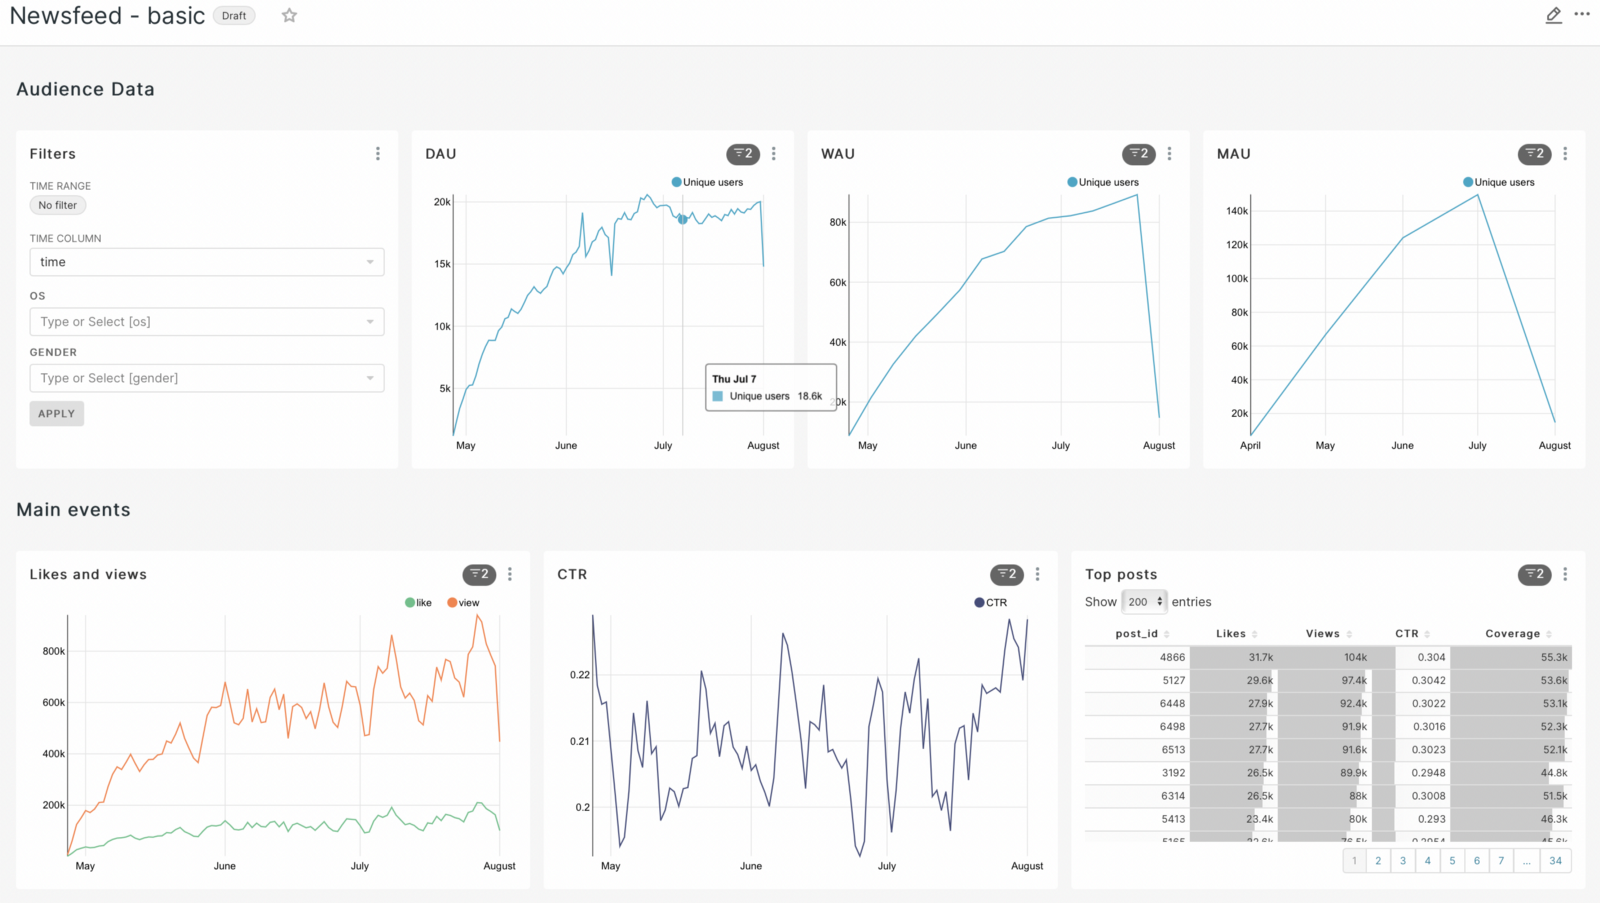 Newsfeed - basic Draft
Audience Data
Filters
TIME RANGE
No filter
TIME COLUMN
time
OS
Type or Select [os]
GENDER
Type or Select [gender]
APPLY
DAU 2
Unique users
20k
15k
10k
5k
May June July August
Thu Jul 7
Unique users 18.6k
WAU 2
Unique users
80k
60k
40k
20k
May June July August
MAU 2
Unique users
140k
120k
100k
80k
60k
40k
20k
April May June July August
Main events
Likes and views 2
like view
800k
600k
400k
200k
May June July August
CTR 2
CTR
0.22
0.21
0.2
May June July August
Top posts 2
Show 200 entries
post_id Likes Views CTR Coverage
4866 31.7k 104k 0.304 55.3k
5127 29.6k 97.4k 0.3042 53.6k
6448 27.9k 92.4k 0.3022 53.1k
6498 27.7k 91.9k 0.3016 52.3k
6513 27.7k 91.6k 0.3023 52.1k
3192 26.5k 89.9k 0.2948 44.8k
6314 26.5k 88k 0.3008 51.5k
5413 23.4k 80k 0.293 46.3k
1 2 3 4 5 6 7 ... 34